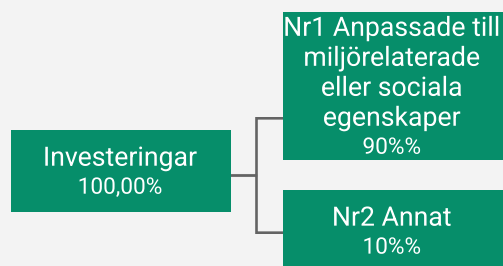 Investeringar
100,00%
Nr1 Anpassade till
miljörelaterade
eller sociala
egenskaper
90%%
Nr2 Annat
10%%